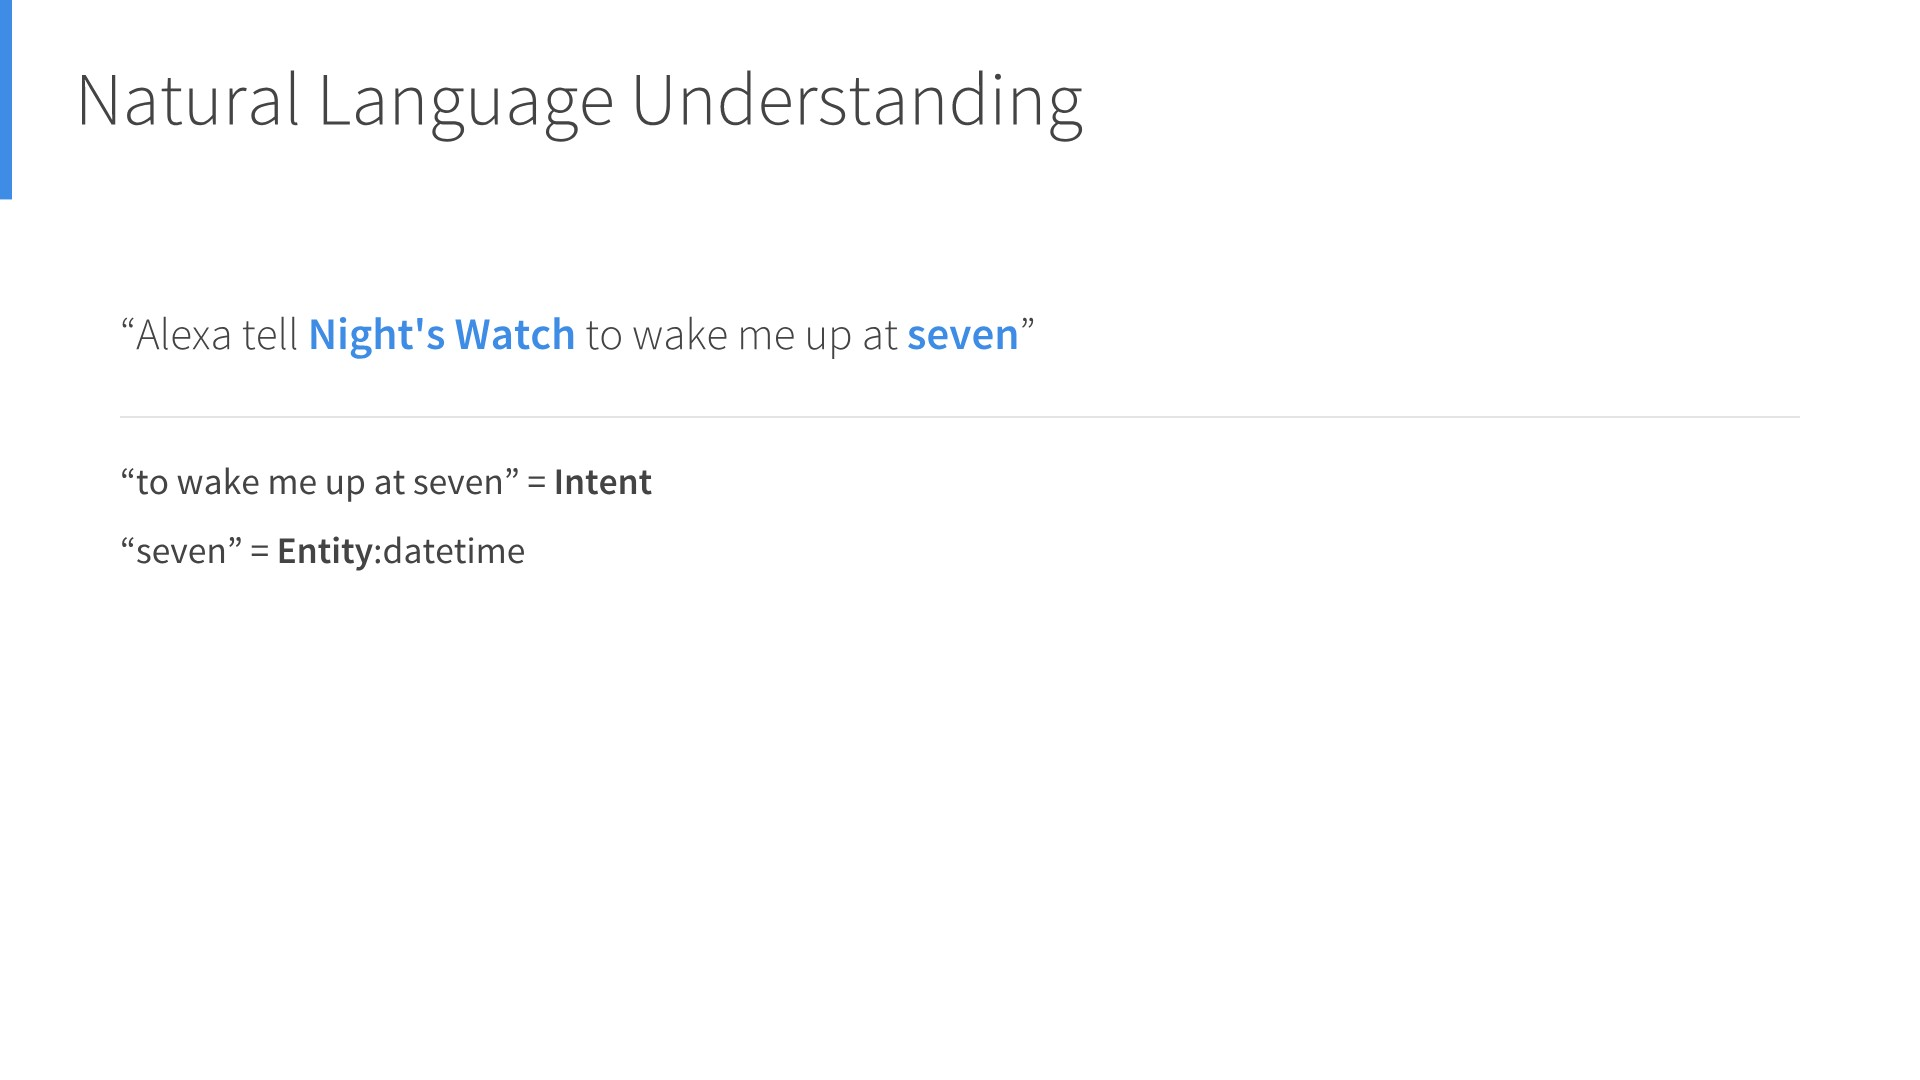 Natural Language Understanding
“Alexa tell Night's Watch to wake me up at seven”
“to wake me up at seven” = Intent
“seven” = Entity:datetime